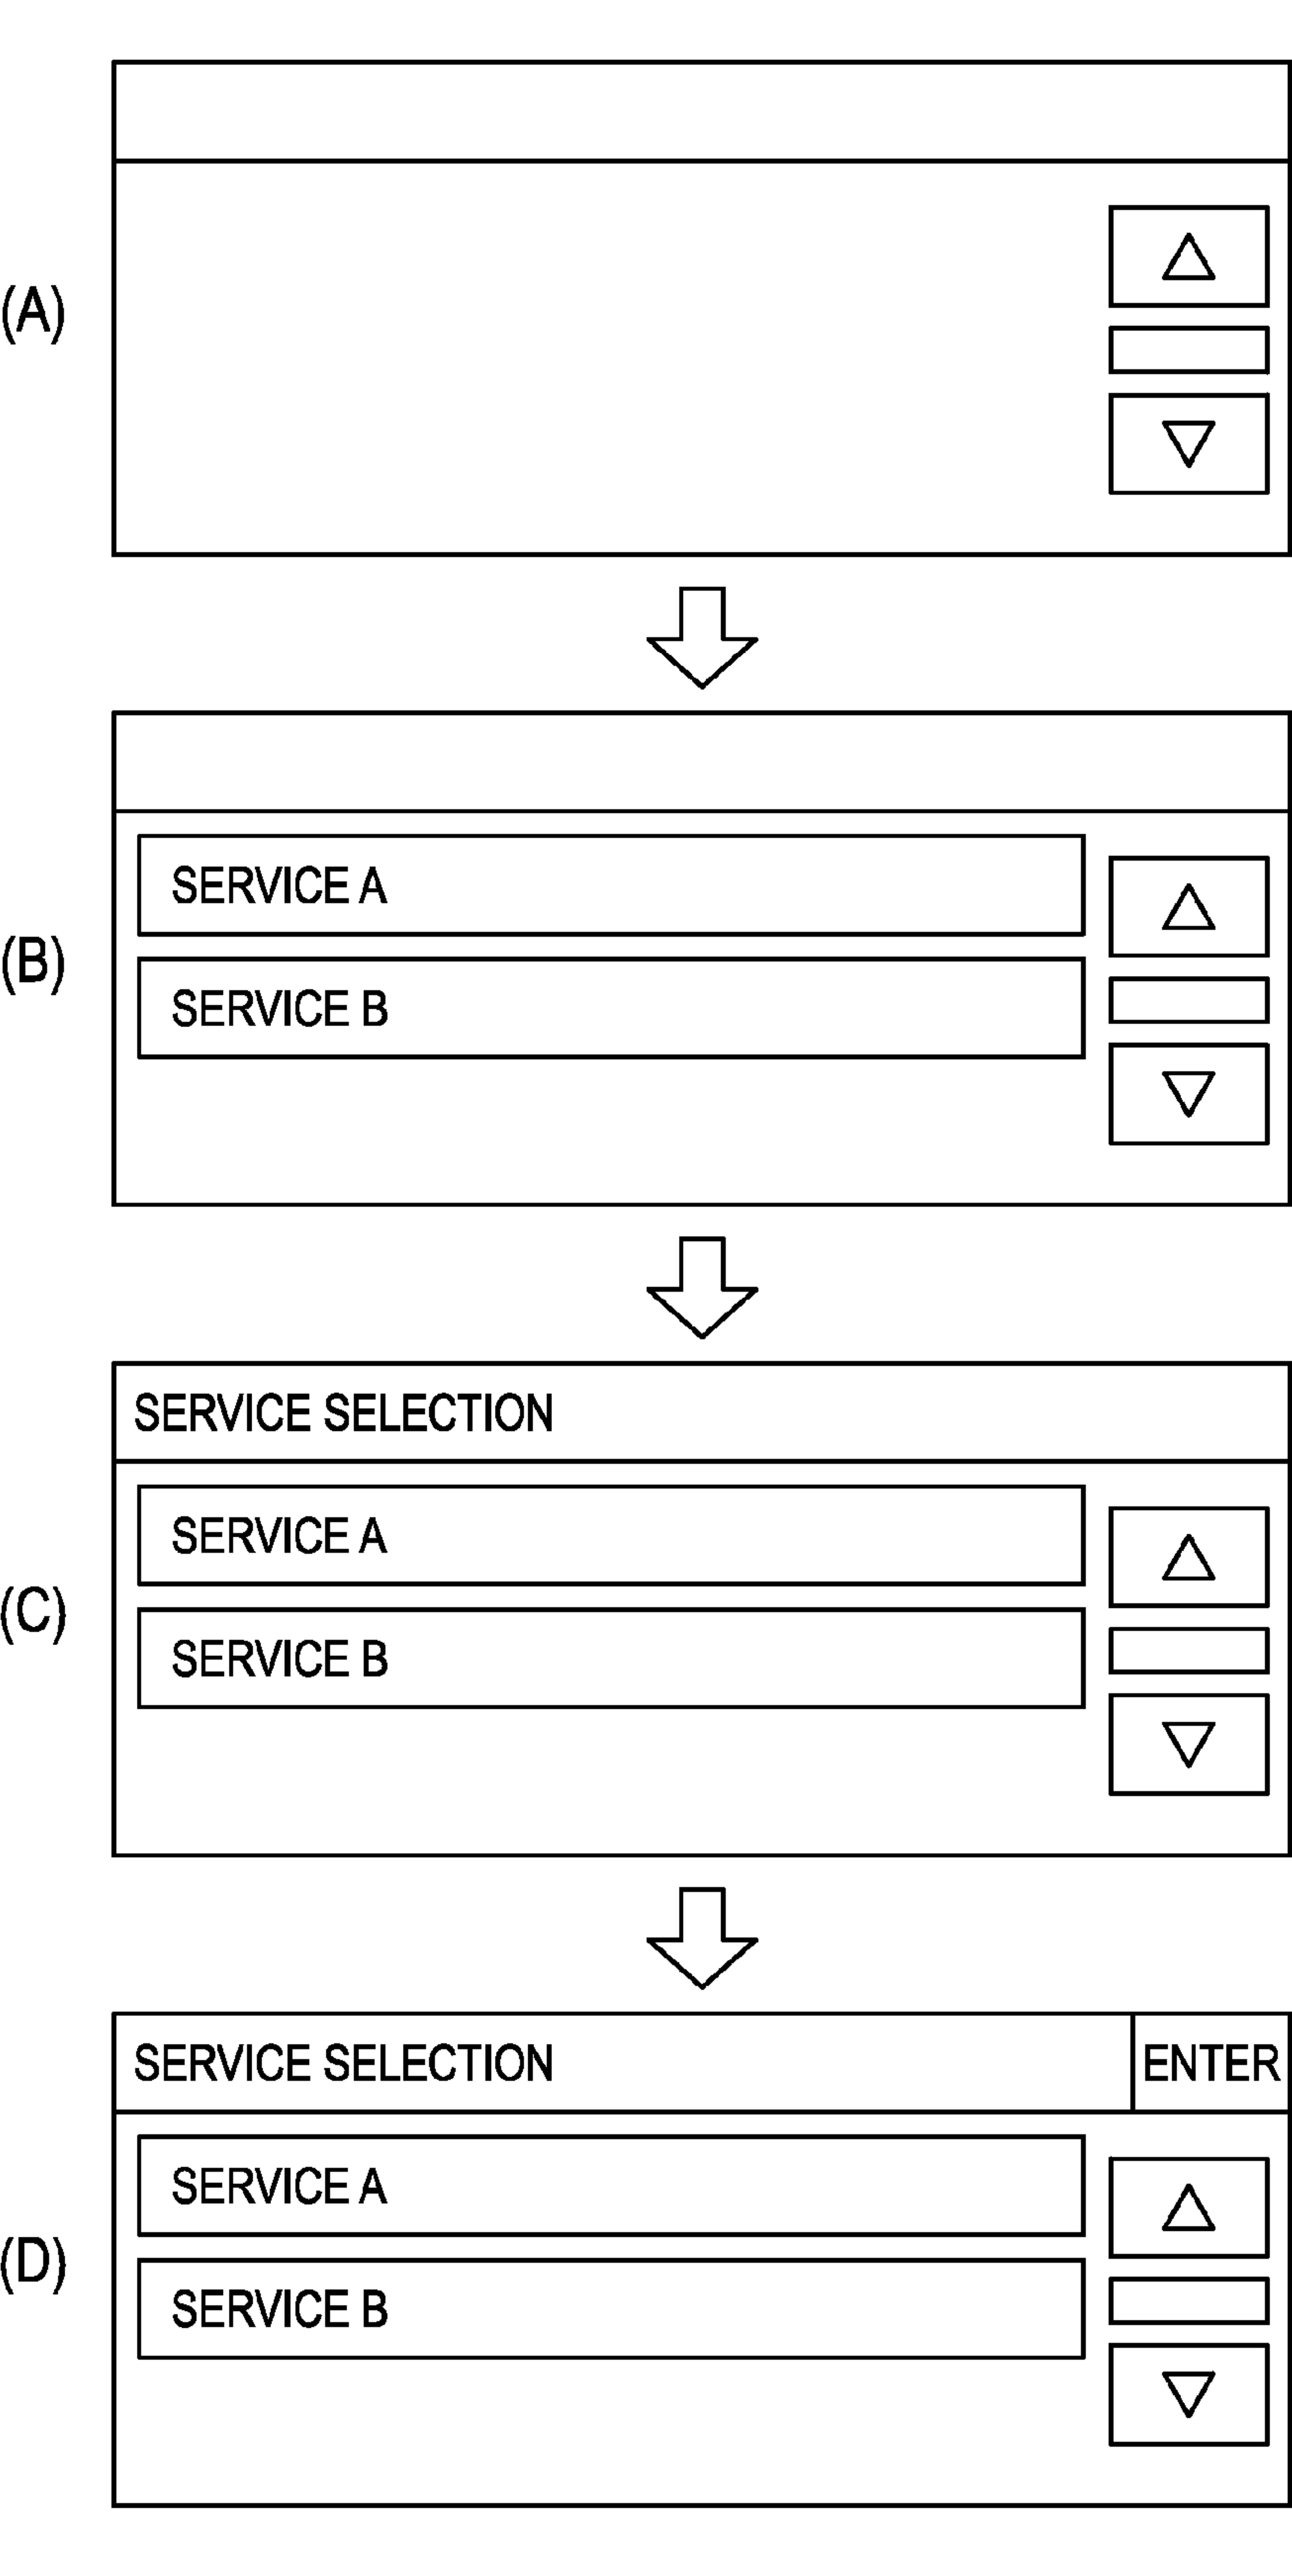 (A)
(B)
SERVICE A
SERVICE B
(C)
SERVICE SELECTION
SERVICE A
SERVICE B
(D)
SERVICE SELECTION
ENTER
SERVICE A
SERVICE B